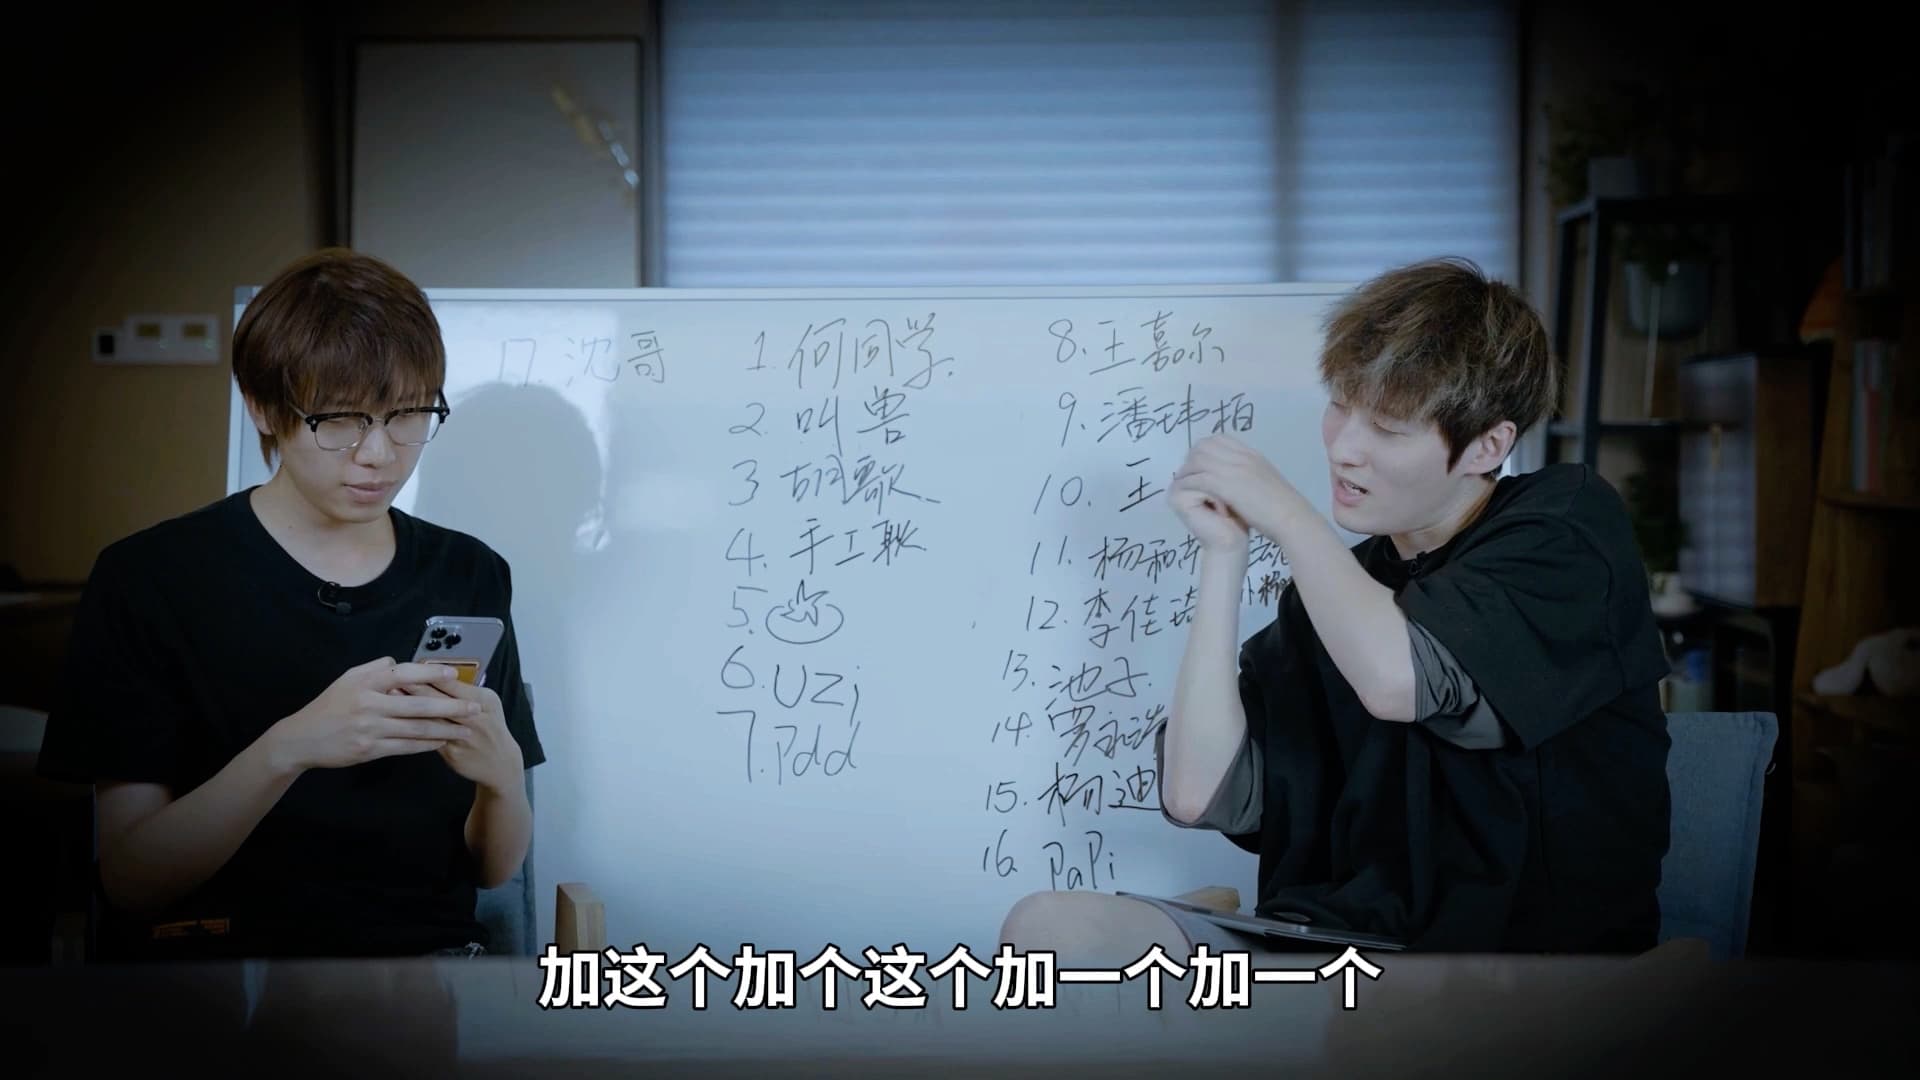 17. 沈哥
1. 何同学.
2. 叫兽
3 胡歌
4. 手工耿
5.
6. Uzi
7. Pdd
8. 王嘉尔
9. 潘玮柏
10. 王
11. 杨和苏
12. 李佳琦
13. 池子.
14. 罗永浩
15. 杨迪
16. PaPi
加这个加个这个加一个加一个